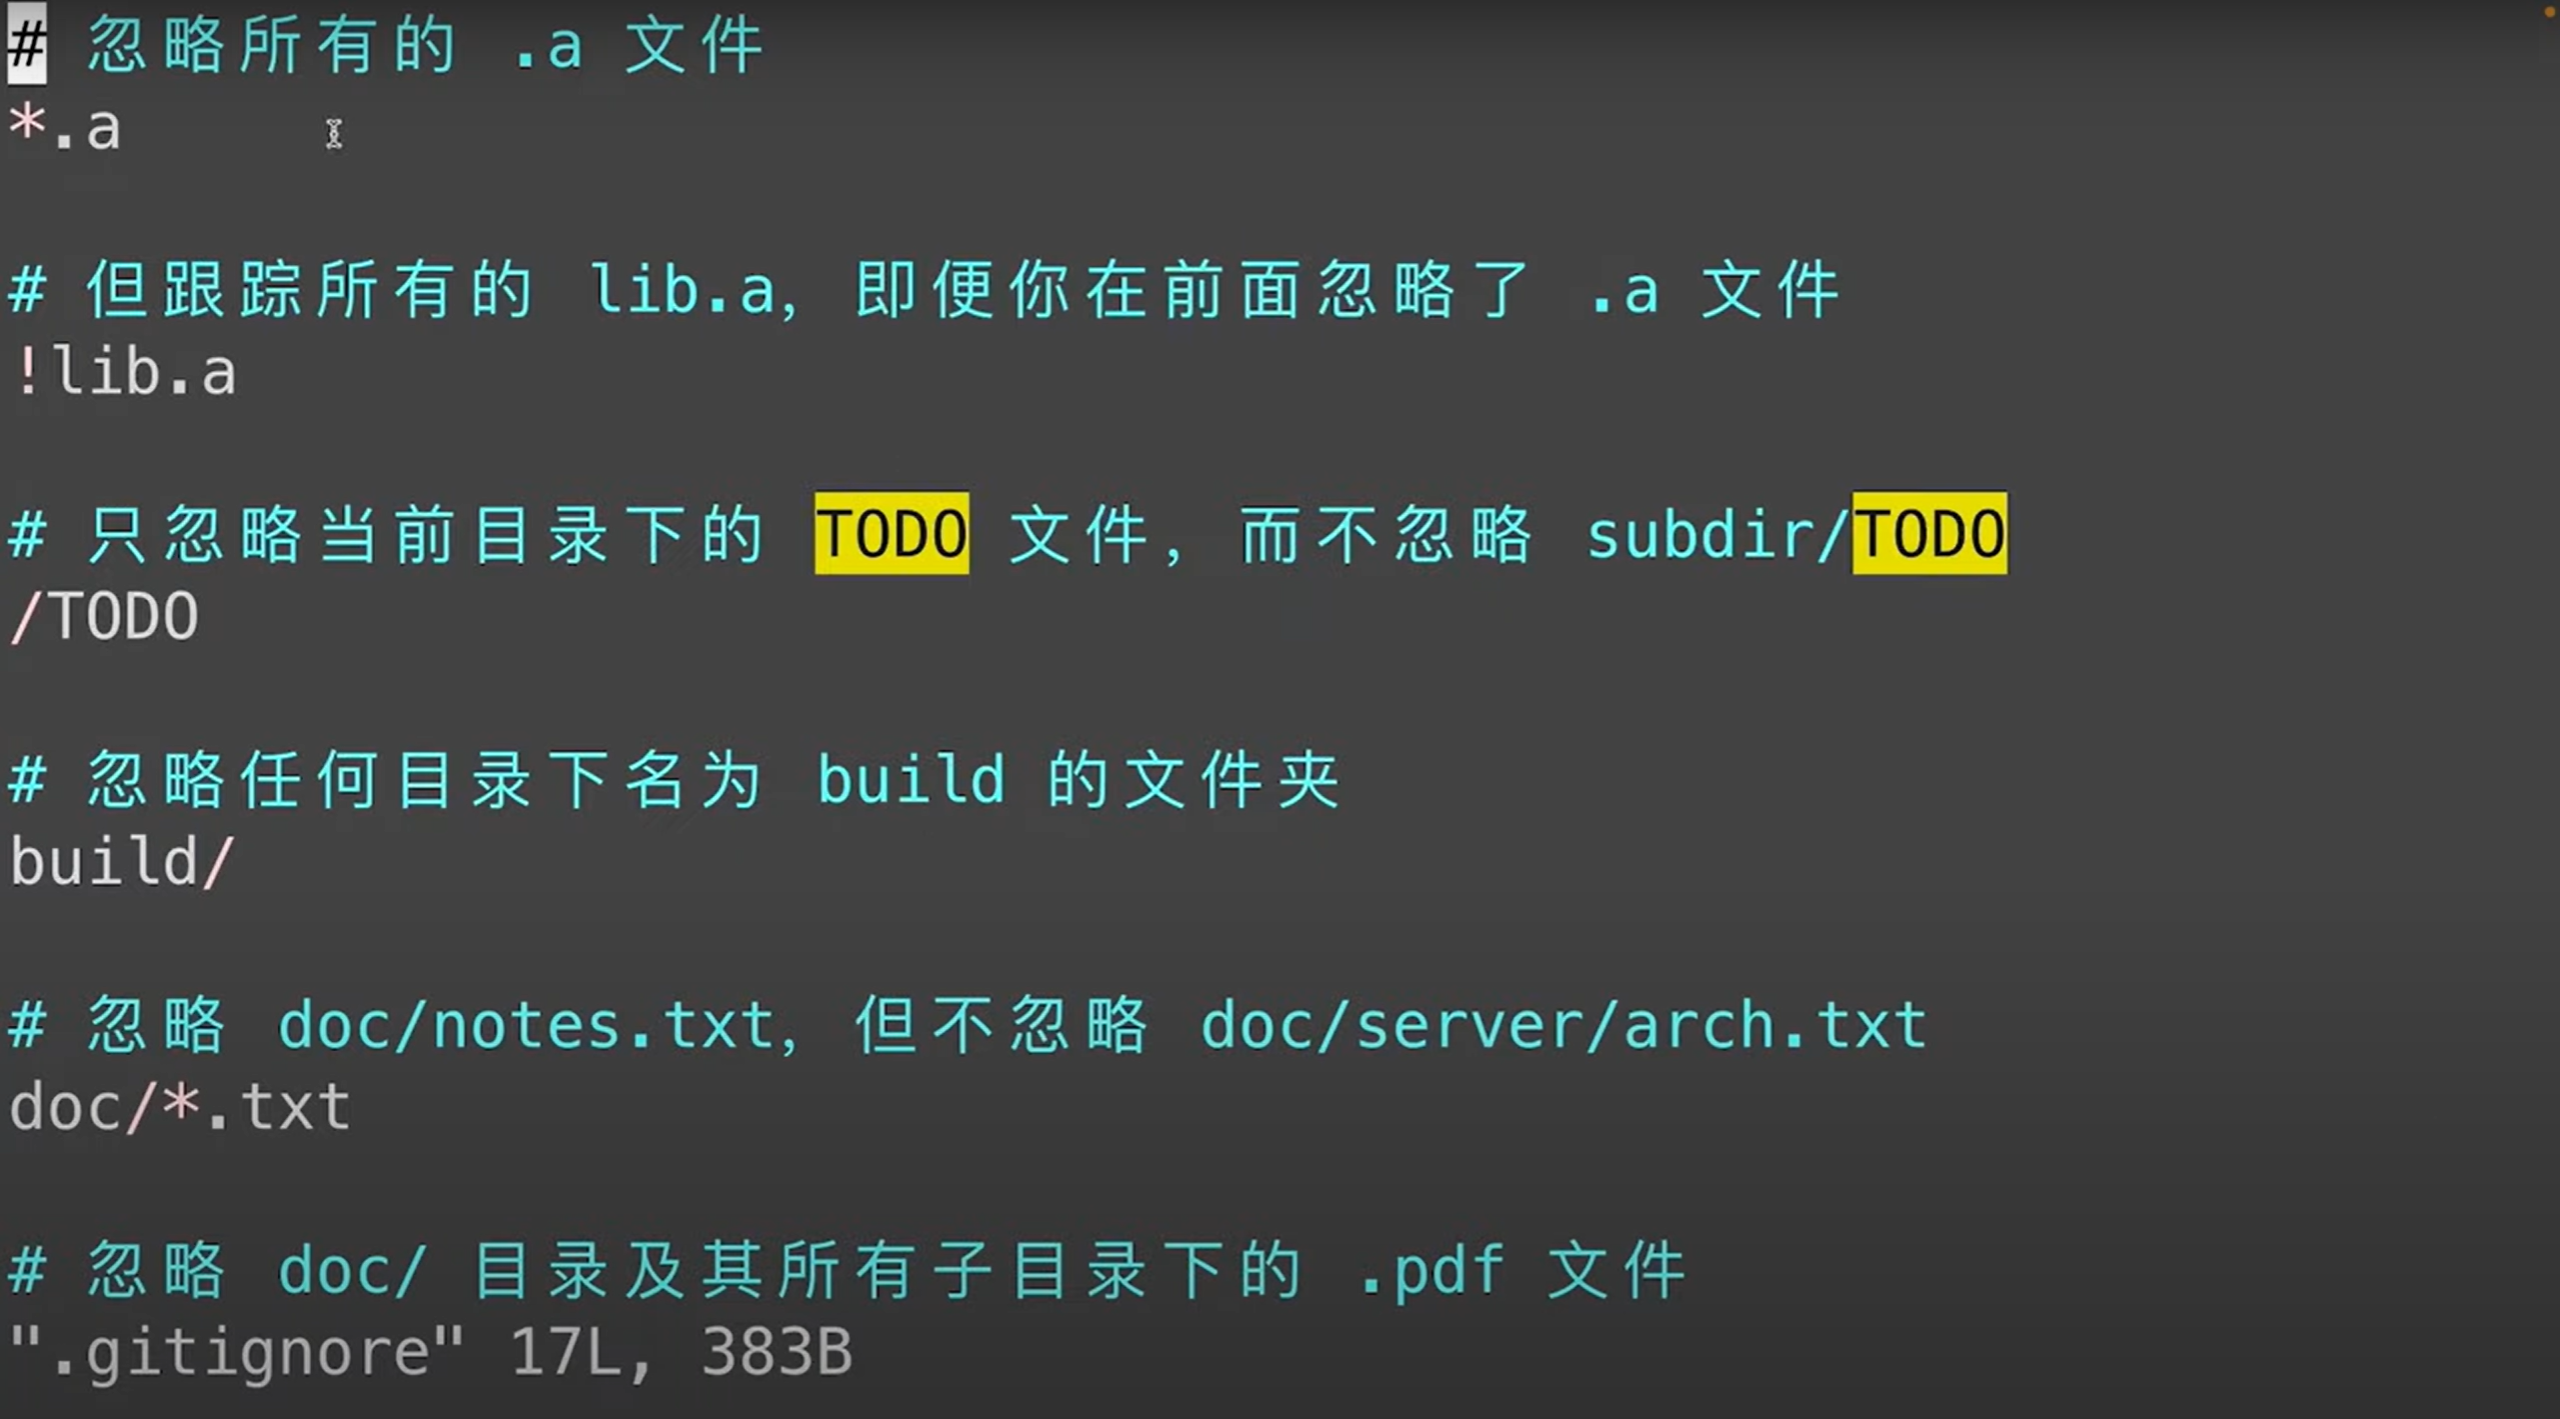 # 忽略所有的 .a 文件
*.a
# 但跟踪所有的 lib.a, 即便你在前面忽略了 .a 文件
!lib.a
# 只忽略当前目录下的 TODO 文件, 而不忽略 subdir/TODO
/TODO
# 忽略任何目录下名为 build 的文件夹
build/
# 忽略 doc/notes.txt, 但不忽略 doc/server/arch.txt
doc/*.txt
# 忽略 doc/ 目录及其所有子目录下的 .pdf 文件
".gitignore" 17L, 383B